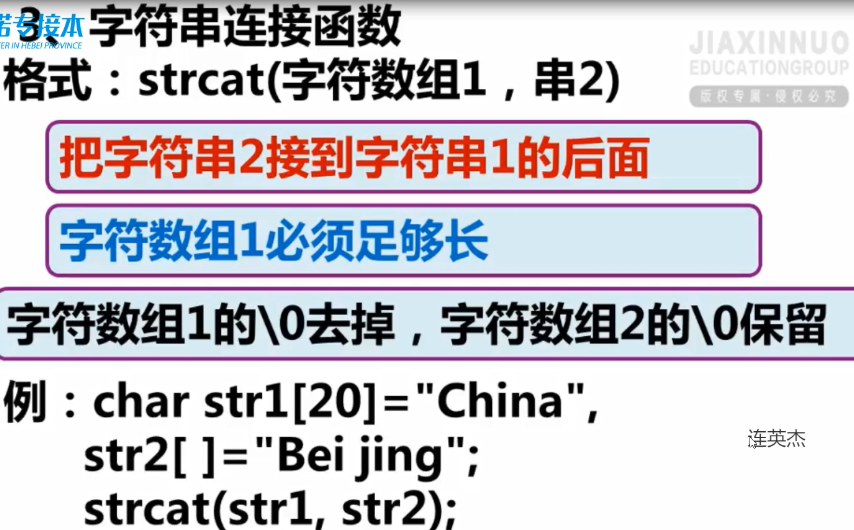 诺专接本
TER IN HEBEI PROVINCE
3、字符串连接函数
JIAXINNUO
EDUCATIONGROUP
版权专属·侵权必究
格式：strcat(字符数组1，串2)
把字符串2接到字符串1的后面
字符数组1必须足够长
字符数组1的\0去掉，字符数组2的\0保留
例：char str1[20]="China",
str2[ ]="Bei jing";
连英杰
strcat(str1, str2);